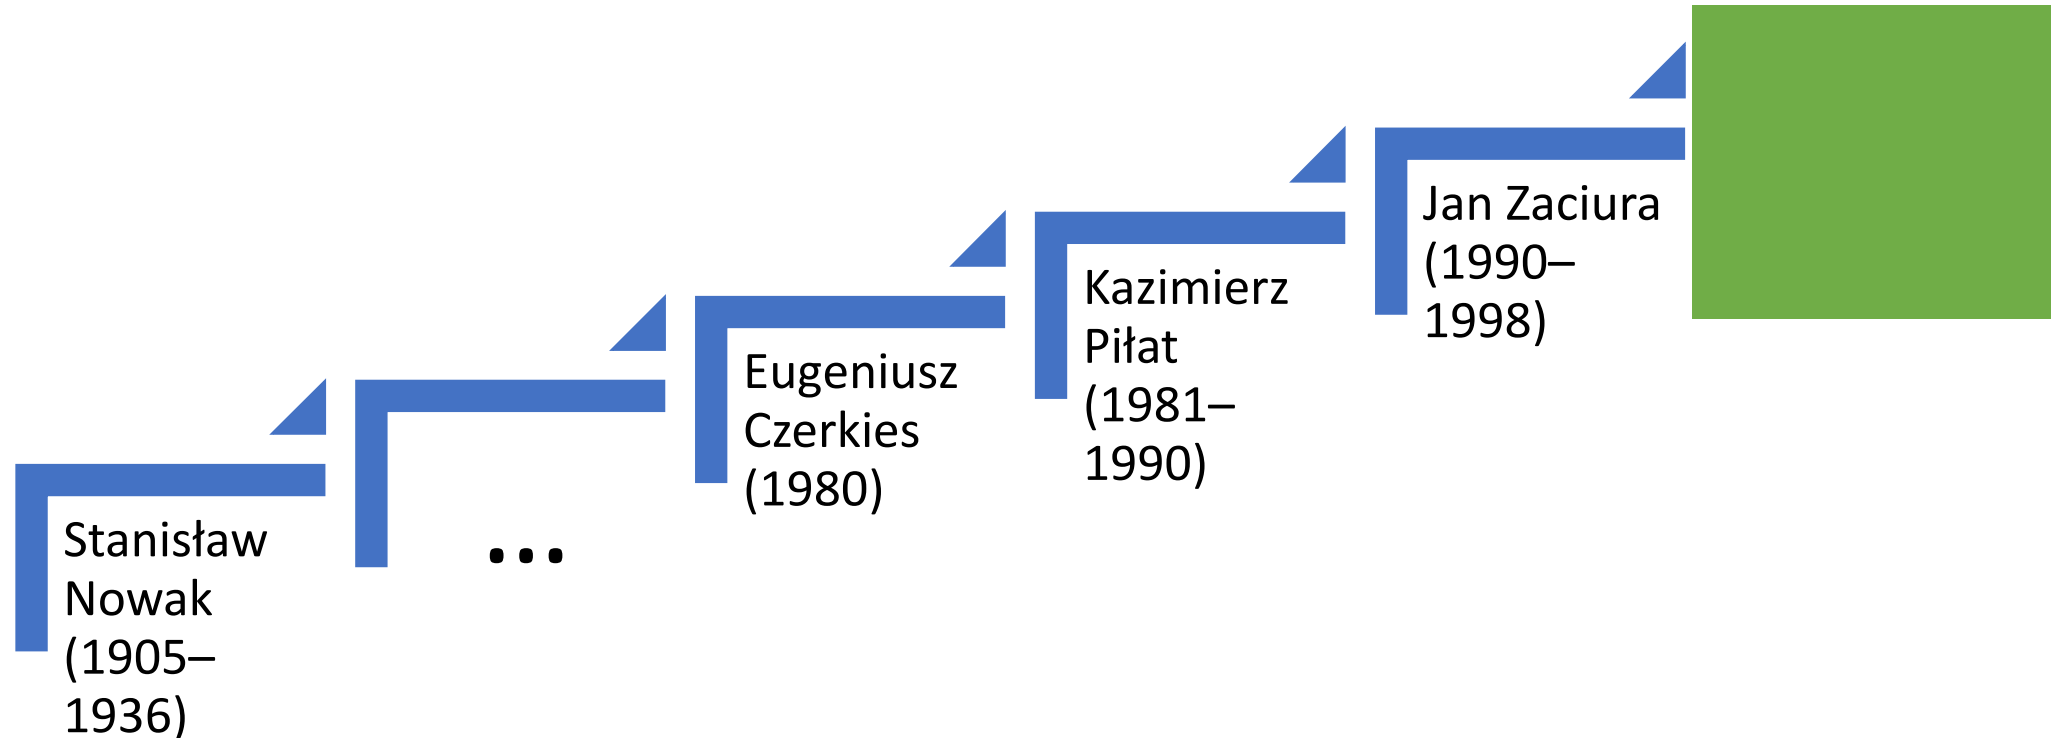 Stanisław
Nowak
(1905–
1936)
...
Eugeniusz
Czerkies
(1980)
Kazimierz
Piłat
(1981–
1990)
Jan Zaciura
(1990–
1998)